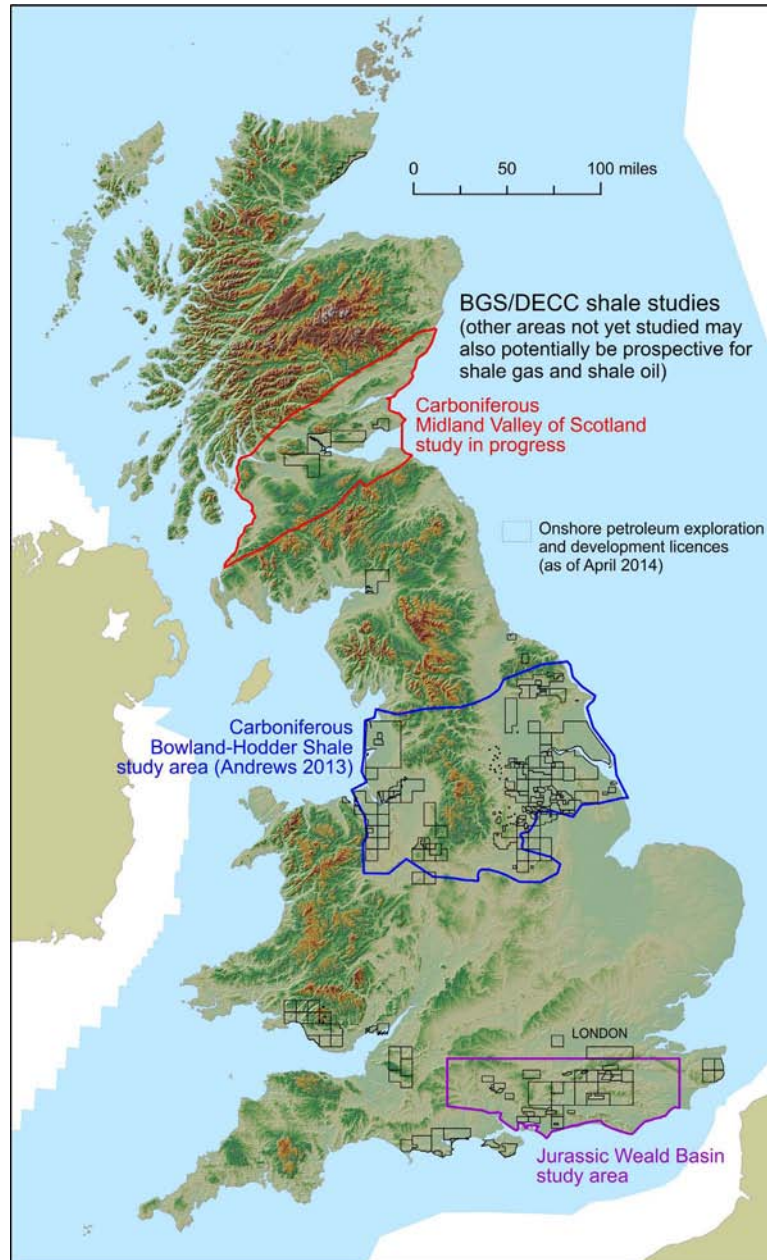 0 50 100 miles
BGS/DECC shale studies
(other areas not yet studied may
also potentially be prospective for
shale gas and shale oil)
Carboniferous
Midland Valley of Scotland
study in progress
Onshore petroleum exploration
and development licences
(as of April 2014)
Carboniferous
Bowland-Hodder Shale
study area (Andrews 2013)
LONDON
Jurassic Weald Basin
study area